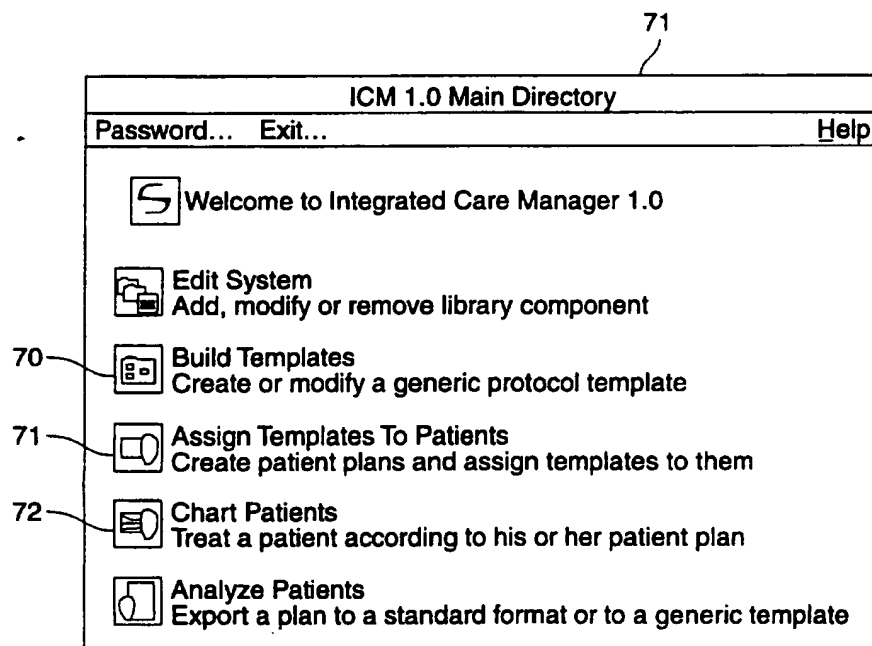 71
ICM 1.0 Main Directory
Password... Exit... Help
Welcome to Integrated Care Manager 1.0
Edit System
Add, modify or remove library component
70
Build Templates
Create or modify a generic protocol template
71
Assign Templates To Patients
Create patient plans and assign templates to them
72
Chart Patients
Treat a patient according to his or her patient plan
Analyze Patients
Export a plan to a standard format or to a generic template